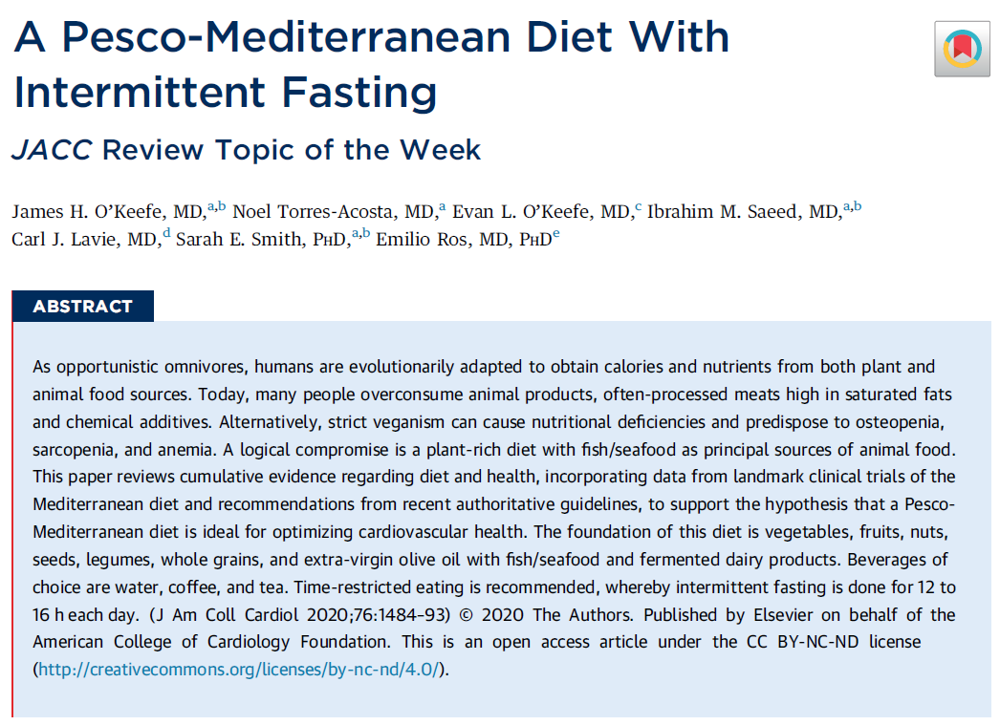 A Pesco-Mediterranean Diet With
Intermittent Fasting
JACC Review Topic of the Week
James H. O'Keefe, MD,a,b Noel Torres-Acosta, MD,a Evan L. O'Keefe, MD,c Ibrahim M. Saeed, MD,a,b
Carl J. Lavie, MD,d Sarah E. Smith, PhD,a,b Emilio Ros, MD, PhDe
ABSTRACT
As opportunistic omnivores, humans are evolutionarily adapted to obtain calories and nutrients from both plant and
animal food sources. Today, many people overconsume animal products, often-processed meats high in saturated fats
and chemical additives. Alternatively, strict veganism can cause nutritional deficiencies and predispose to osteopenia,
sarcopenia, and anemia. A logical compromise is a plant-rich diet with fish/seafood as principal sources of animal food.
This paper reviews cumulative evidence regarding diet and health, incorporating data from landmark clinical trials of the
Mediterranean diet and recommendations from recent authoritative guidelines, to support the hypothesis that a Pesco-
Mediterranean diet is ideal for optimizing cardiovascular health. The foundation of this diet is vegetables, fruits, nuts,
seeds, legumes, whole grains, and extra-virgin olive oil with fish/seafood and fermented dairy products. Beverages of
choice are water, coffee, and tea. Time-restricted eating is recommended, whereby intermittent fasting is done for 12 to
16 h each day. (J Am Coll Cardiol 2020;76:1484–93) © 2020 The Authors. Published by Elsevier on behalf of the
American College of Cardiology Foundation. This is an open access article under the CC BY-NC-ND license
(http://creativecommons.org/licenses/by-nc-nd/4.0/).